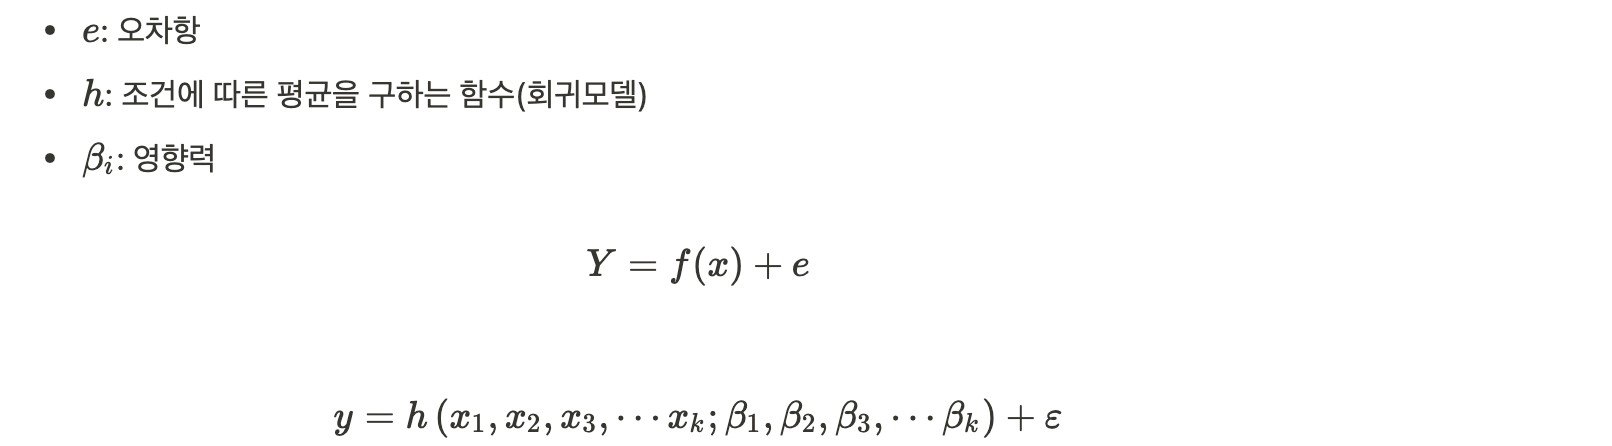 • e: 오차항
• h: 조건에 따른 평균을 구하는 함수(회귀모델)
• βᵢ: 영향력
Y = f(x) + e
y = h (x₁, x₂, x₃, ⋯ xₖ; β₁, β₂, β₃, ⋯ βₖ) + ε